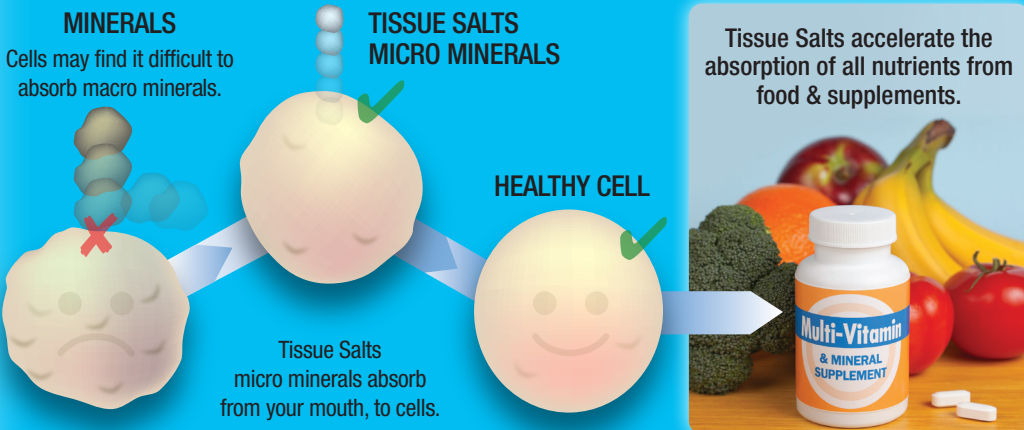 MINERALS
Cells may find it difficult to
absorb macro minerals.
TISSUE SALTS
MICRO MINERALS
HEALTHY CELL
Tissue Salts
micro minerals absorb
from your mouth, to cells.
Tissue Salts accelerate the
absorption of all nutrients from
food & supplements.
Multi-Vitamin
& MINERAL
SUPPLEMENT